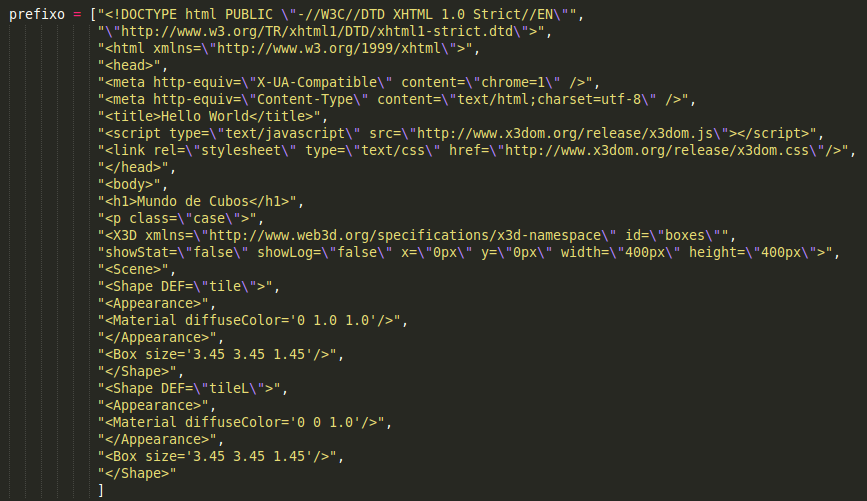 prefixo = ["<!DOCTYPE html PUBLIC \"-//W3C//DTD XHTML 1.0 Strict//EN\"",
"\"http://www.w3.org/TR/xhtml1/DTD/xhtml1-strict.dtd\">",
"<html xmlns=\"http://www.w3.org/1999/xhtml\">",
"<head>",
"<meta http-equiv=\"X-UA-Compatible\" content=\"chrome=1\" />",
"<meta http-equiv=\"Content-Type\" content=\"text/html;charset=utf-8\" />",
"<title>Hello World</title>",
"<script type=\"text/javascript\" src=\"http://www.x3dom.org/release/x3dom.js\"></script>",
"<link rel=\"stylesheet\" type=\"text/css\" href=\"http://www.x3dom.org/release/x3dom.css\"/>",
"</head>",
"<body>",
"<h1>Mundo de Cubos</h1>",
"<p class=\"case\">",
"<X3D xmlns=\"http://www.web3d.org/specifications/x3d-namespace\" id=\"boxes\"",
"showStat=\"false\" showLog=\"false\" x=\"0px\" y=\"0px\" width=\"400px\" height=\"400px\">",
"<Scene>",
"<Shape DEF=\"tile\">",
"<Appearance>",
"<Material diffuseColor='0 1.0 1.0'/>",
"</Appearance>",
"<Box size='3.45 3.45 1.45'/>",
"</Shape>",
"<Shape DEF=\"tileL\">",
"<Appearance>",
"<Material diffuseColor='0 0 1.0'/>",
"</Appearance>",
"<Box size='3.45 3.45 1.45'/>",
"</Shape>"
]